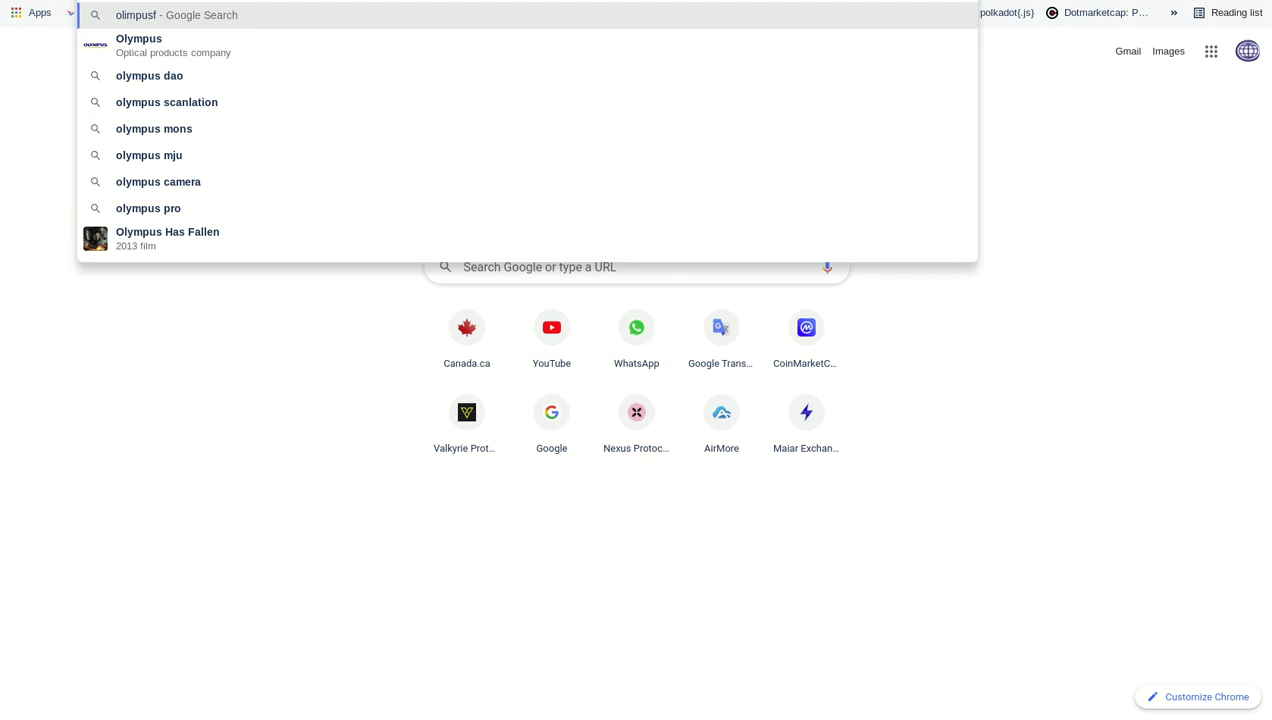 Apps
olimpusf - Google Search
polkadot{.js}
Dotmarketcap: P...
»
Reading list
OLYMPUS
Olympus
Optical products company
Gmail
Images
olympus dao
olympus scanlation
olympus mons
olympus mju
olympus camera
olympus pro
Olympus Has Fallen
2013 film
Search Google or type a URL
Canada.ca
YouTube
WhatsApp
Google Trans...
CoinMarketC...
Valkyrie Prot...
Google
Nexus Protoc...
AirMore
Maiar Exchan...
Customize Chrome